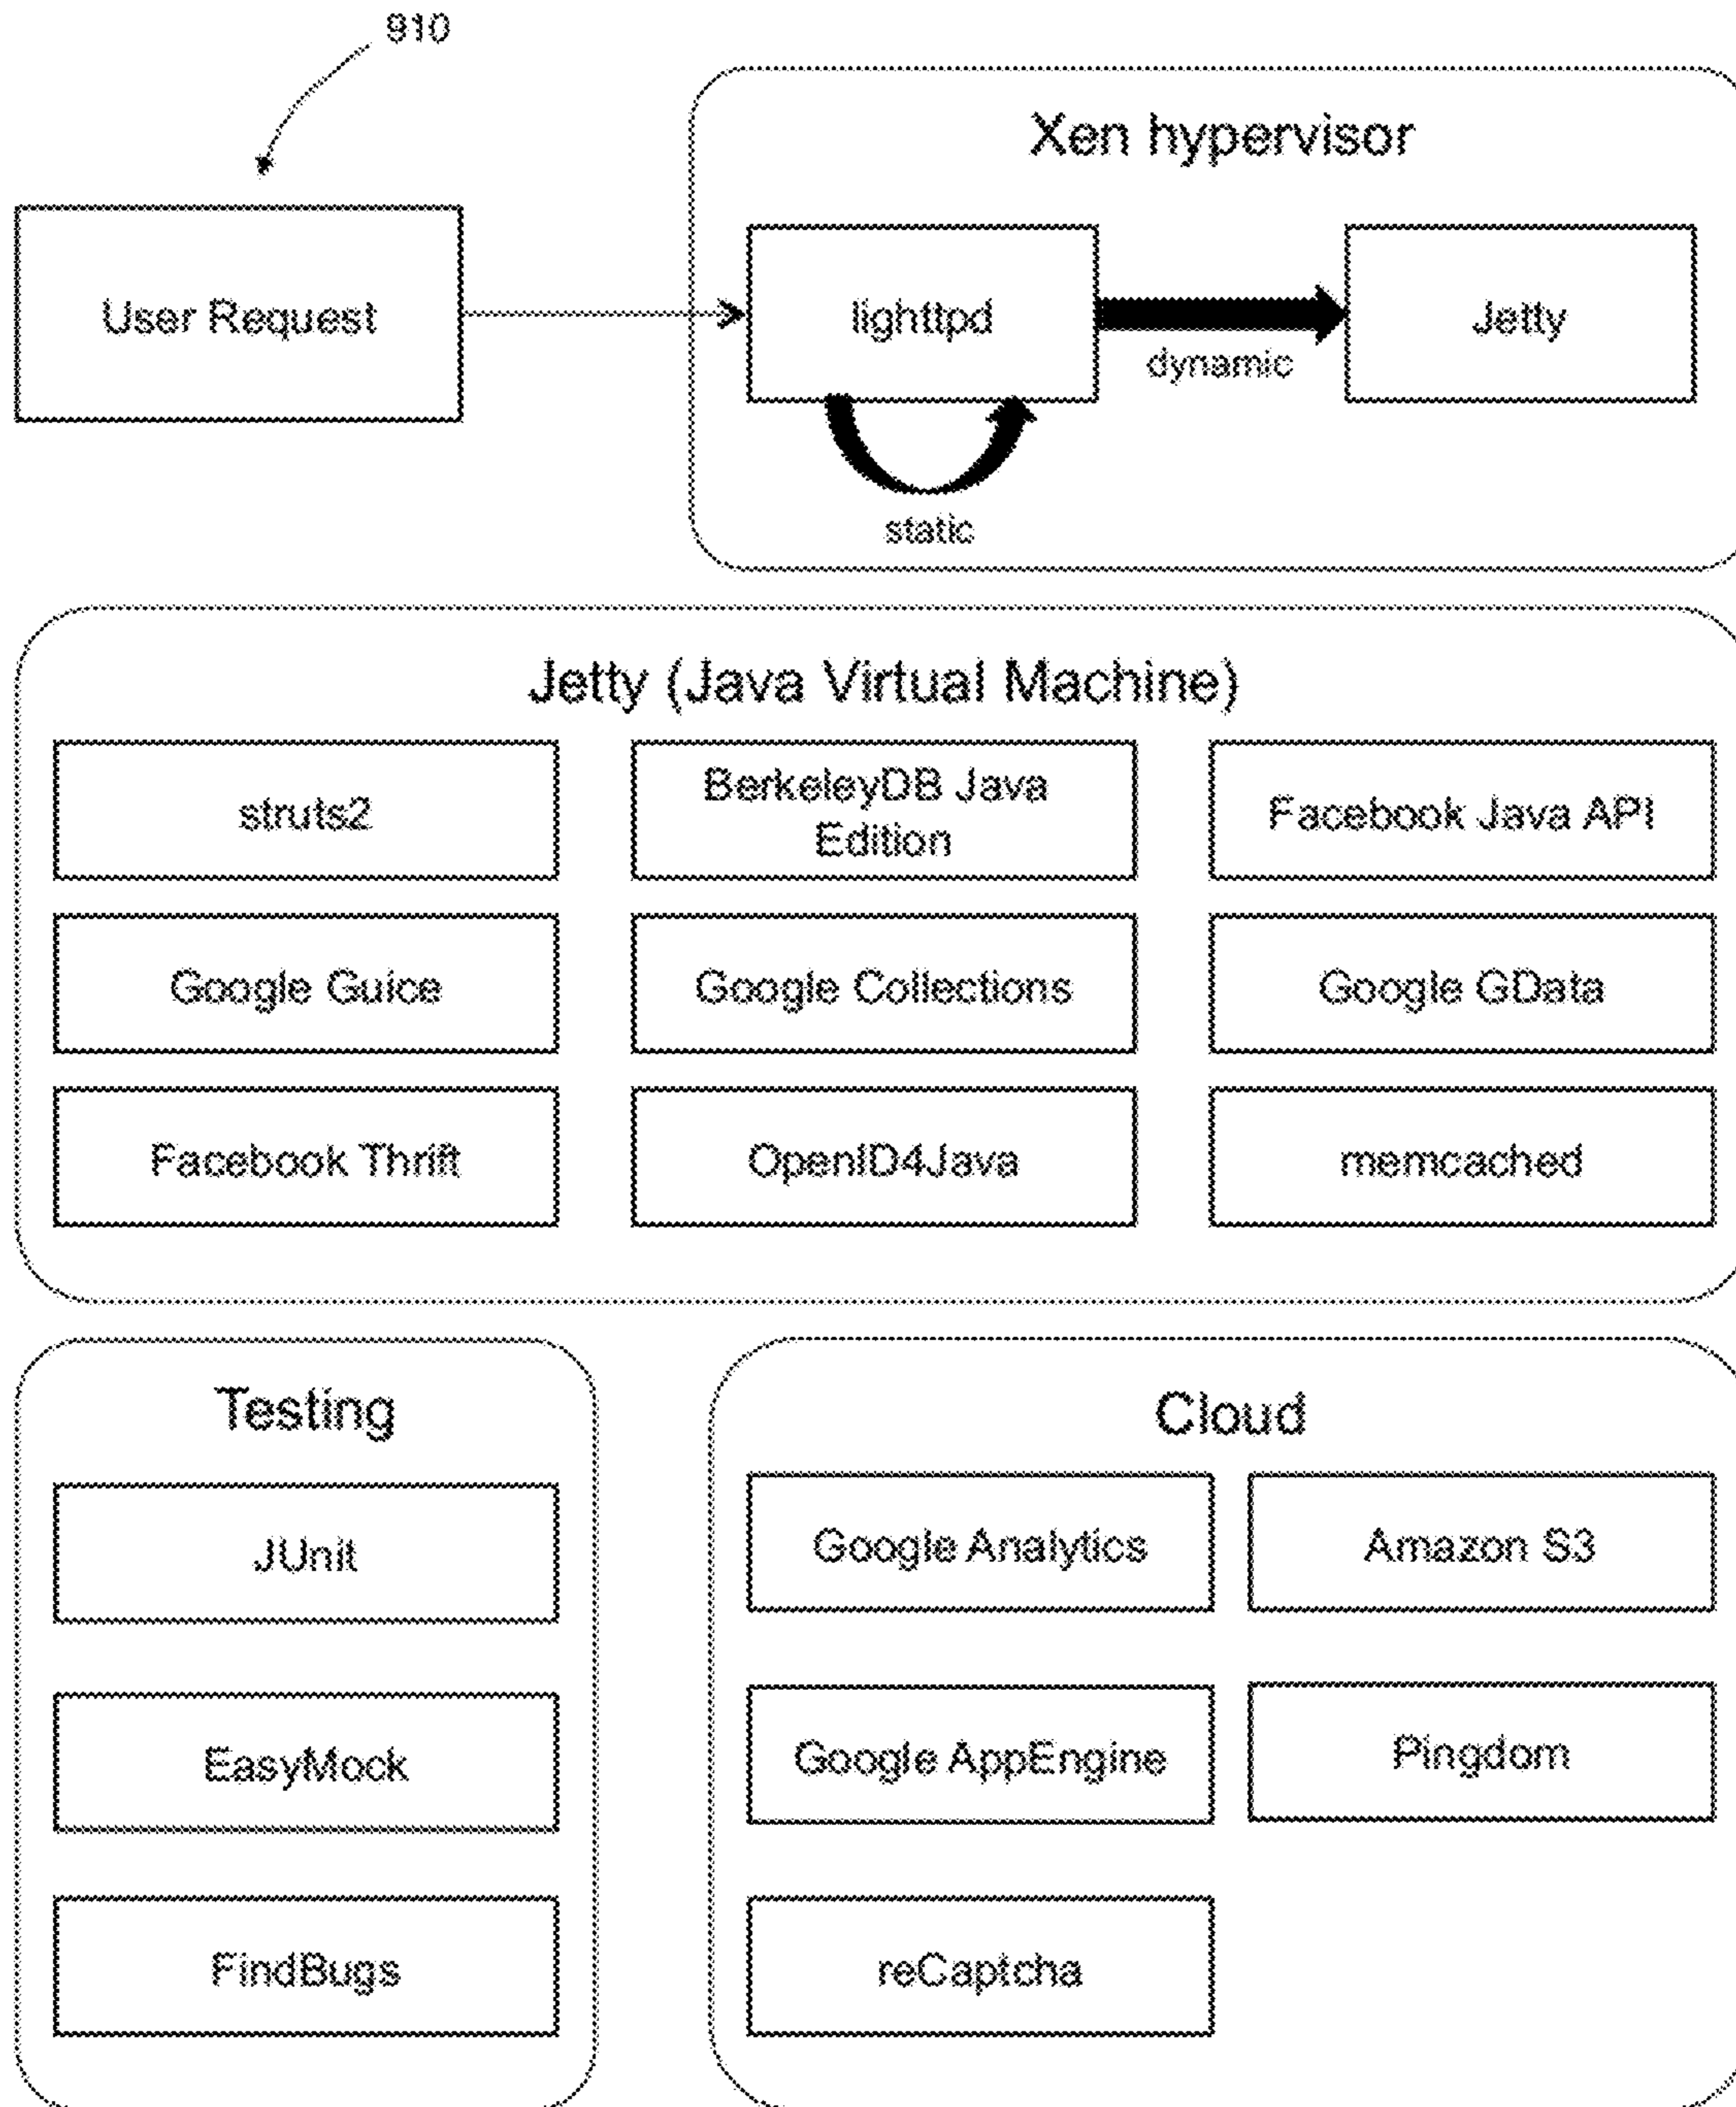 910
Xen hypervisor
User Request
lighttpd
Jetty
dynamic
static
Jetty (Java Virtual Machine)
struts2
BerkeleyDB Java
Edition
Facebook Java API
Google Guice
Google Collections
Google GData
Facebook Thrift
OpenID4Java
memcached
Testing
JUnit
EasyMock
FindBugs
Cloud
Google Analytics
Amazon S3
Google AppEngine
Pingdom
reCaptcha